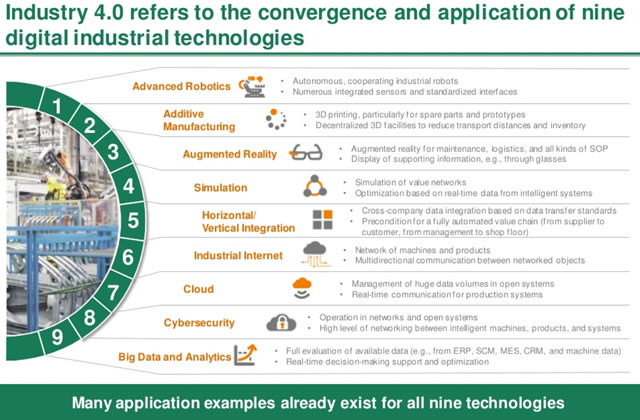 Industry 4.0 refers to the convergence and application of nine
digital industrial technologies
1
Advanced Robotics
• Autonomous, cooperating industrial robots
• Numerous integrated sensors and standardized interfaces
2
Additive
Manufacturing
• 3D printing, particularly for spare parts and prototypes
• Decentralized 3D facilities to reduce transport distances and inventory
3
Augmented Reality
• Augmented reality for maintenance, logistics, and all kinds of SOP
• Display of supporting information, e.g., through glasses
4
Simulation
• Simulation of value networks
• Optimization based on real-time data from intelligent systems
5
Horizontal/
Vertical Integration
• Cross-company data integration based on data transfer standards
• Precondition for a fully automated value chain (from supplier to
customer, from management to shop floor)
6
Industrial Internet
• Network of machines and products
• Multidirectional communication between networked objects
7
Cloud
• Management of huge data volumes in open systems
• Real-time communication for production systems
8
Cybersecurity
• Operation in networks and open systems
• High level of networking between intelligent machines, products, and systems
9
Big Data and Analytics
• Full evaluation of available data (e.g., from ERP, SCM, MES, CRM, and machine data)
• Real-time decision-making support and optimization
Many application examples already exist for all nine technologies